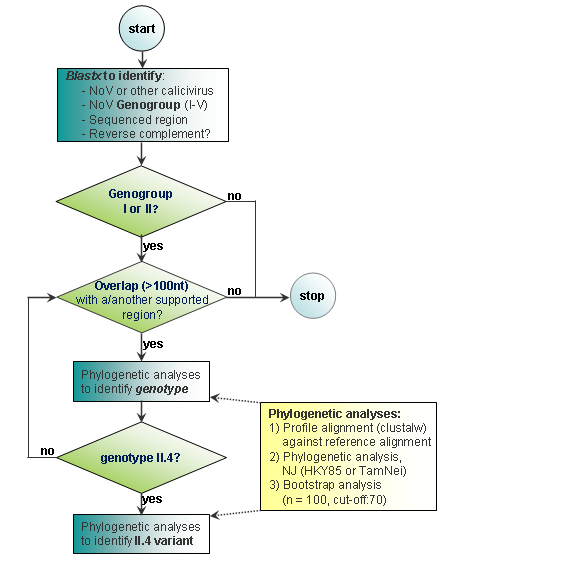 start
Blastx to identify:
- NoV or other calicivirus
- NoV Genogroup (I-V)
- Sequenced region
- Reverse complement?
Genogroup
I or II?
no
yes
Overlap (>100nt)
with a/another supported
region?
no
stop
yes
Phylogenetic analyses
to identify genotype
Phylogenetic analyses:
1) Profile alignment (clustalw)
against reference alignment
2) Phylogenetic analysis,
NJ (HKY85 or TamNei)
3) Bootstrap analysis
(n = 100, cut-off:70)
genotype II.4?
no
yes
Phylogenetic analyses
to identify II.4 variant